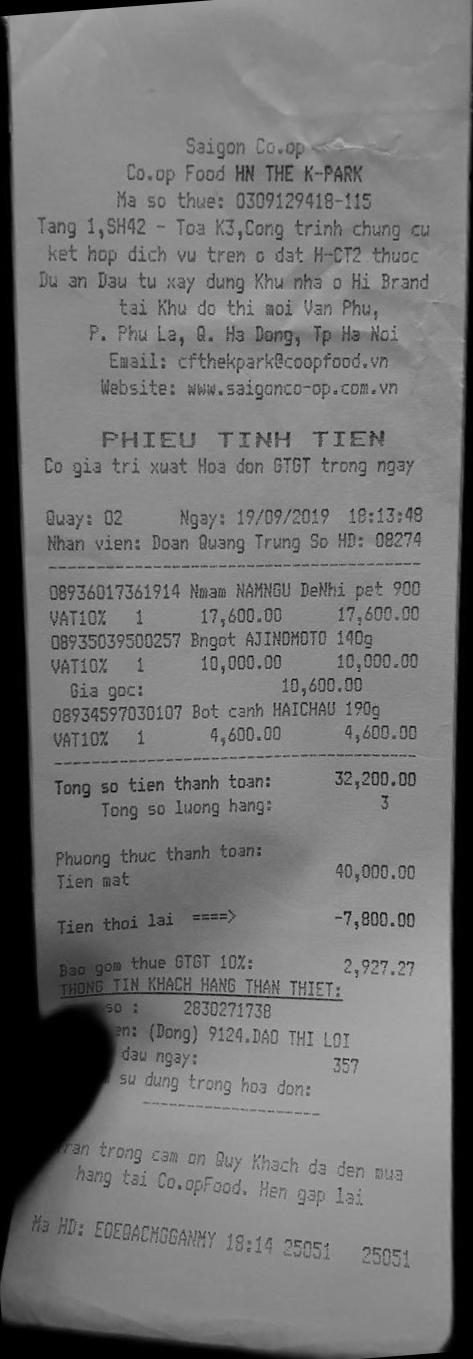 Saigon Co.op
Co.op Food HN THE K-PARK
Ma so thue: 0309129418-115
Tang 1,SH42 - Toa K3,Cong trinh chung cu
ket hop dich vu tren o dat H-CT2 thuoc
Du an Dau tu xay dung Khu nha o Hi Brand
tai Khu do thi moi Van Phu,
P. Phu La, Q. Ha Dong, Tp Ha Noi
Email: cfthekpark@coopfood.vn
Website: www.saigonco-op.com.vn
PHIEU TINH TIEN
Co gia tri xuat Hoa don GTGT trong ngay
Quay: 02 Ngay: 19/09/2019 18:13:48
Nhan vien: Doan Quang Trung So HD: 08274
08936017361914 Nmam NAMNGU DeNhi pet 900
VAT10% 1 17,600.00 17,600.00
08935039500257 Bngot AJINOMOTO 140g
VAT10% 1 10,000.00 10,000.00
Gia goc: 10,600.00
08934597030107 Bot canh HAICHAU 190g
VAT10% 1 4,600.00 4,600.00
Tong so tien thanh toan: 32,200.00
Tong so luong hang: 3
Phuong thuc thanh toan:
Tien mat 40,000.00
Tien thoi lai ====> -7,800.00
Bao gom thue GTGT 10%: 2,927.27
THONG TIN KHACH HANG THAN THIET:
so : 2830271738
en: (Dong) 9124.DAO THI LOI
dau ngay: 357
su dung trong hoa don:
Tran trong cam on Quy Khach da den mua
hang tai Co.opFood. Hen gap lai
Ma HD: EOEQACMGGANMY 18:14 25051 25051